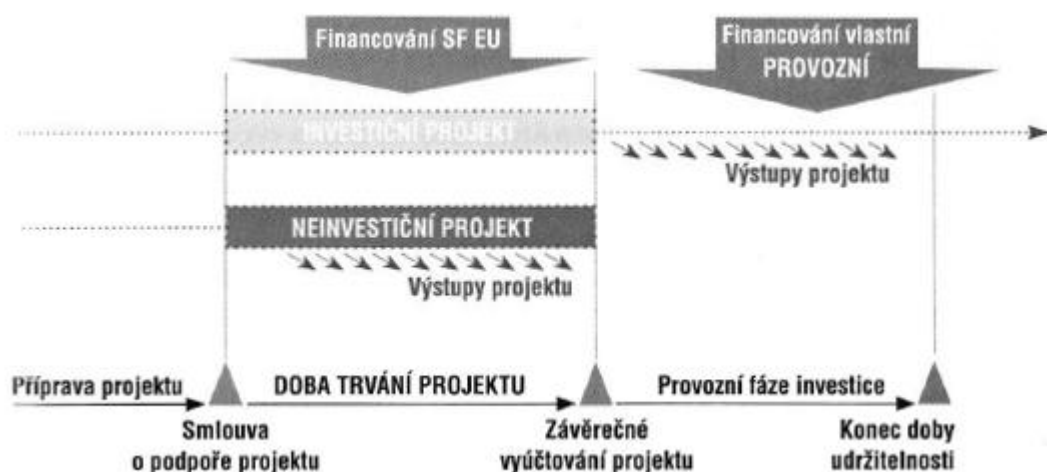 Financování SF EU
Financování vlastní
PROVOZNÍ
INVESTIČNÍ PROJEKT
Výstupy projektu
NEINVESTIČNÍ PROJEKT
Výstupy projektu
Příprava projektu
DOBA TRVÁNÍ PROJEKTU
Provozní fáze investice
Smlouva
o podpoře projektu
Závěrečné
vyúčtování projektu
Konec doby
udržitelnosti